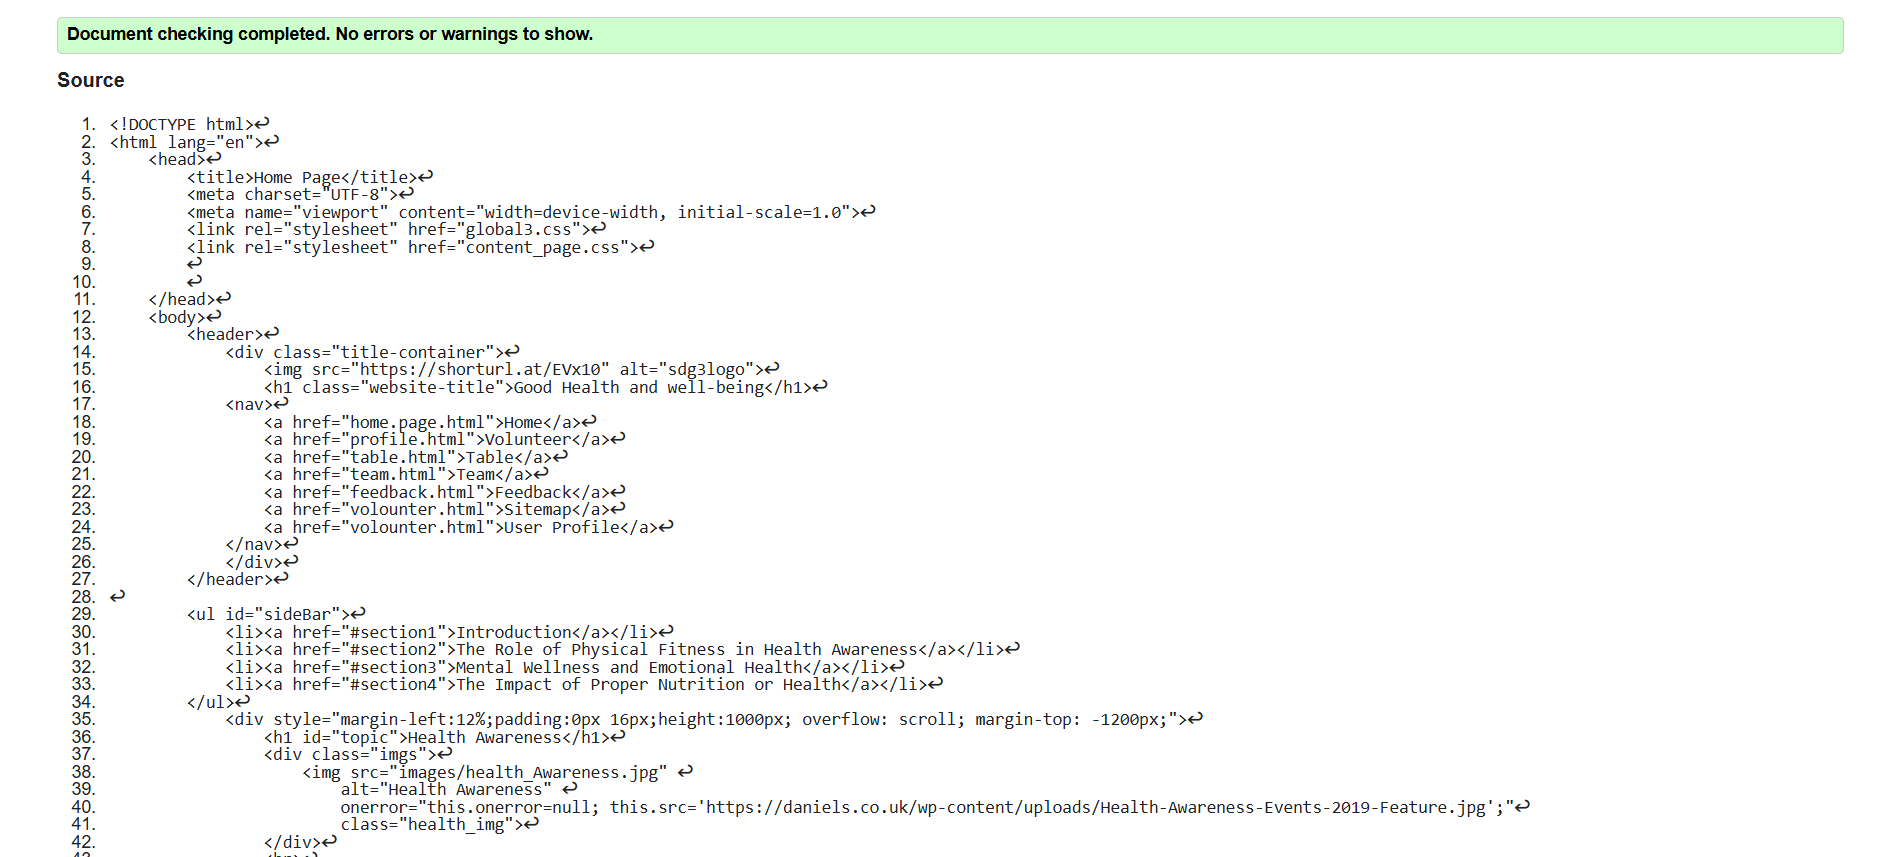 Document checking completed. No errors or warnings to show.
Source
1. <!DOCTYPE html>↩
2. <html lang="en">↩
3. <head>↩
4. <title>Home Page</title>↩
5. <meta charset="UTF-8">↩
6. <meta name="viewport" content="width=device-width, initial-scale=1.0">↩
7. <link rel="stylesheet" href="global3.css">↩
8. <link rel="stylesheet" href="content_page.css">↩
9. ↩
10. ↩
11. </head>↩
12. <body>↩
13. <header>↩
14. <div class="title-container">↩
15. <img src="https://shorturl.at/EVx10" alt="sdg3logo">↩
16. <h1 class="website-title">Good Health and well-being</h1>↩
17. <nav>↩
18. <a href="home.page.html">Home</a>↩
19. <a href="profile.html">Volunteer</a>↩
20. <a href="table.html">Table</a>↩
21. <a href="team.html">Team</a>↩
22. <a href="feedback.html">Feedback</a>↩
23. <a href="volounter.html">Sitemap</a>↩
24. <a href="volounter.html">User Profile</a>↩
25. </nav>↩
26. </div>↩
27. </header>↩
28. ↩
29. <ul id="sideBar">↩
30. <li><a href="#section1">Introduction</a></li>↩
31. <li><a href="#section2">The Role of Physical Fitness in Health Awareness</a></li>↩
32. <li><a href="#section3">Mental Wellness and Emotional Health</a></li>↩
33. <li><a href="#section4">The Impact of Proper Nutrition or Health</a></li>↩
34. </ul>↩
35. <div style="margin-left:12%;padding:0px 16px;height:1000px; overflow: scroll; margin-top: -1200px;">↩
36. <h1 id="topic">Health Awareness</h1>↩
37. <div class="imgs">↩
38. <img src="images/health_Awareness.jpg" ↩
39. alt="Health Awareness" ↩
40. onerror="this.onerror=null; this.src='https://daniels.co.uk/wp-content/uploads/Health-Awareness-Events-2019-Feature.jpg';"↩
41. class="health_img">↩
42. </div>↩